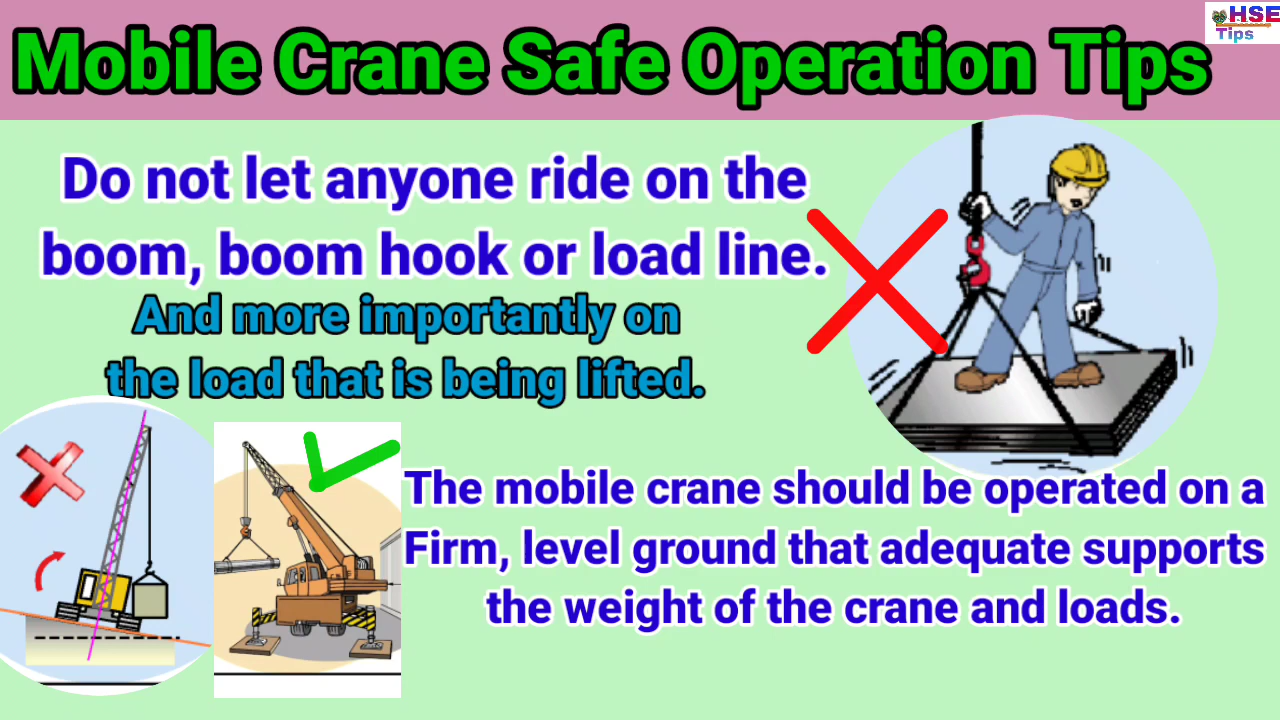 Mobile Crane Safe Operation Tips
HSE
Tips
Do not let anyone ride on the
boom, boom hook or load line.
And more importantly on
the load that is being lifted.
The mobile crane should be operated on a
Firm, level ground that adequate supports
the weight of the crane and loads.